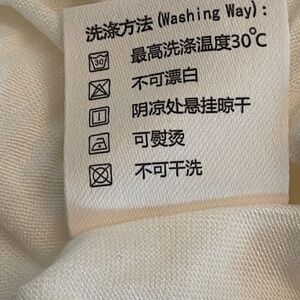 洗涤方法(Washing Way):
最高洗涤温度30℃
不可漂白
阴凉处悬挂晾干
可熨烫
不可干洗